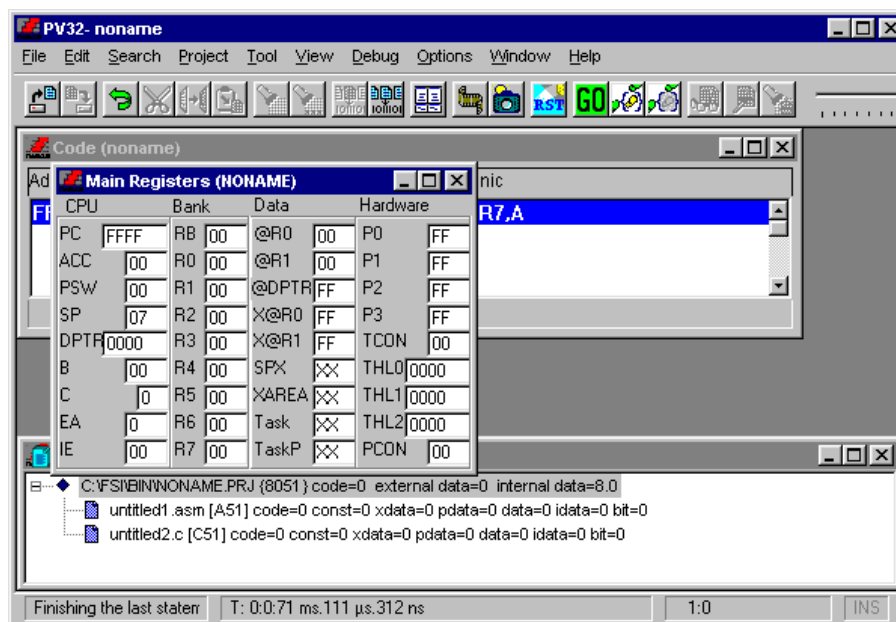 PV32- noname
File Edit Search Project Tool View Debug Options Window Help
RST GO
Code (noname)
Ad nic
Main Registers (NONAME)
FF R7,A
CPU Bank Data Hardware
PC FFFF RB 00 @R0 00 P0 FF
ACC 00 R0 00 @R1 00 P1 FF
PSW 00 R1 00 @DPTR FF P2 FF
SP 07 R2 00 X@R0 FF P3 FF
DPTR 0000 R3 00 X@R1 FF TCON 00
B 00 R4 00 SPX XX THL0 0000
C 0 R5 00 XAREA XX THL1 0000
EA 0 R6 00 Task XX THL2 0000
IE 00 R7 00 TaskP XX PCON 00
C:\FSI\BIN\NONAME.PRJ {8051} code=0 external data=0 internal data=8.0
untitled1.asm [A51] code=0 const=0 xdata=0 pdata=0 data=0 idata=0 bit=0
untitled2.c [C51] code=0 const=0 xdata=0 pdata=0 data=0 idata=0 bit=0
Finishing the last statem T: 0:0:71 ms.111 µs.312 ns 1:0 INS